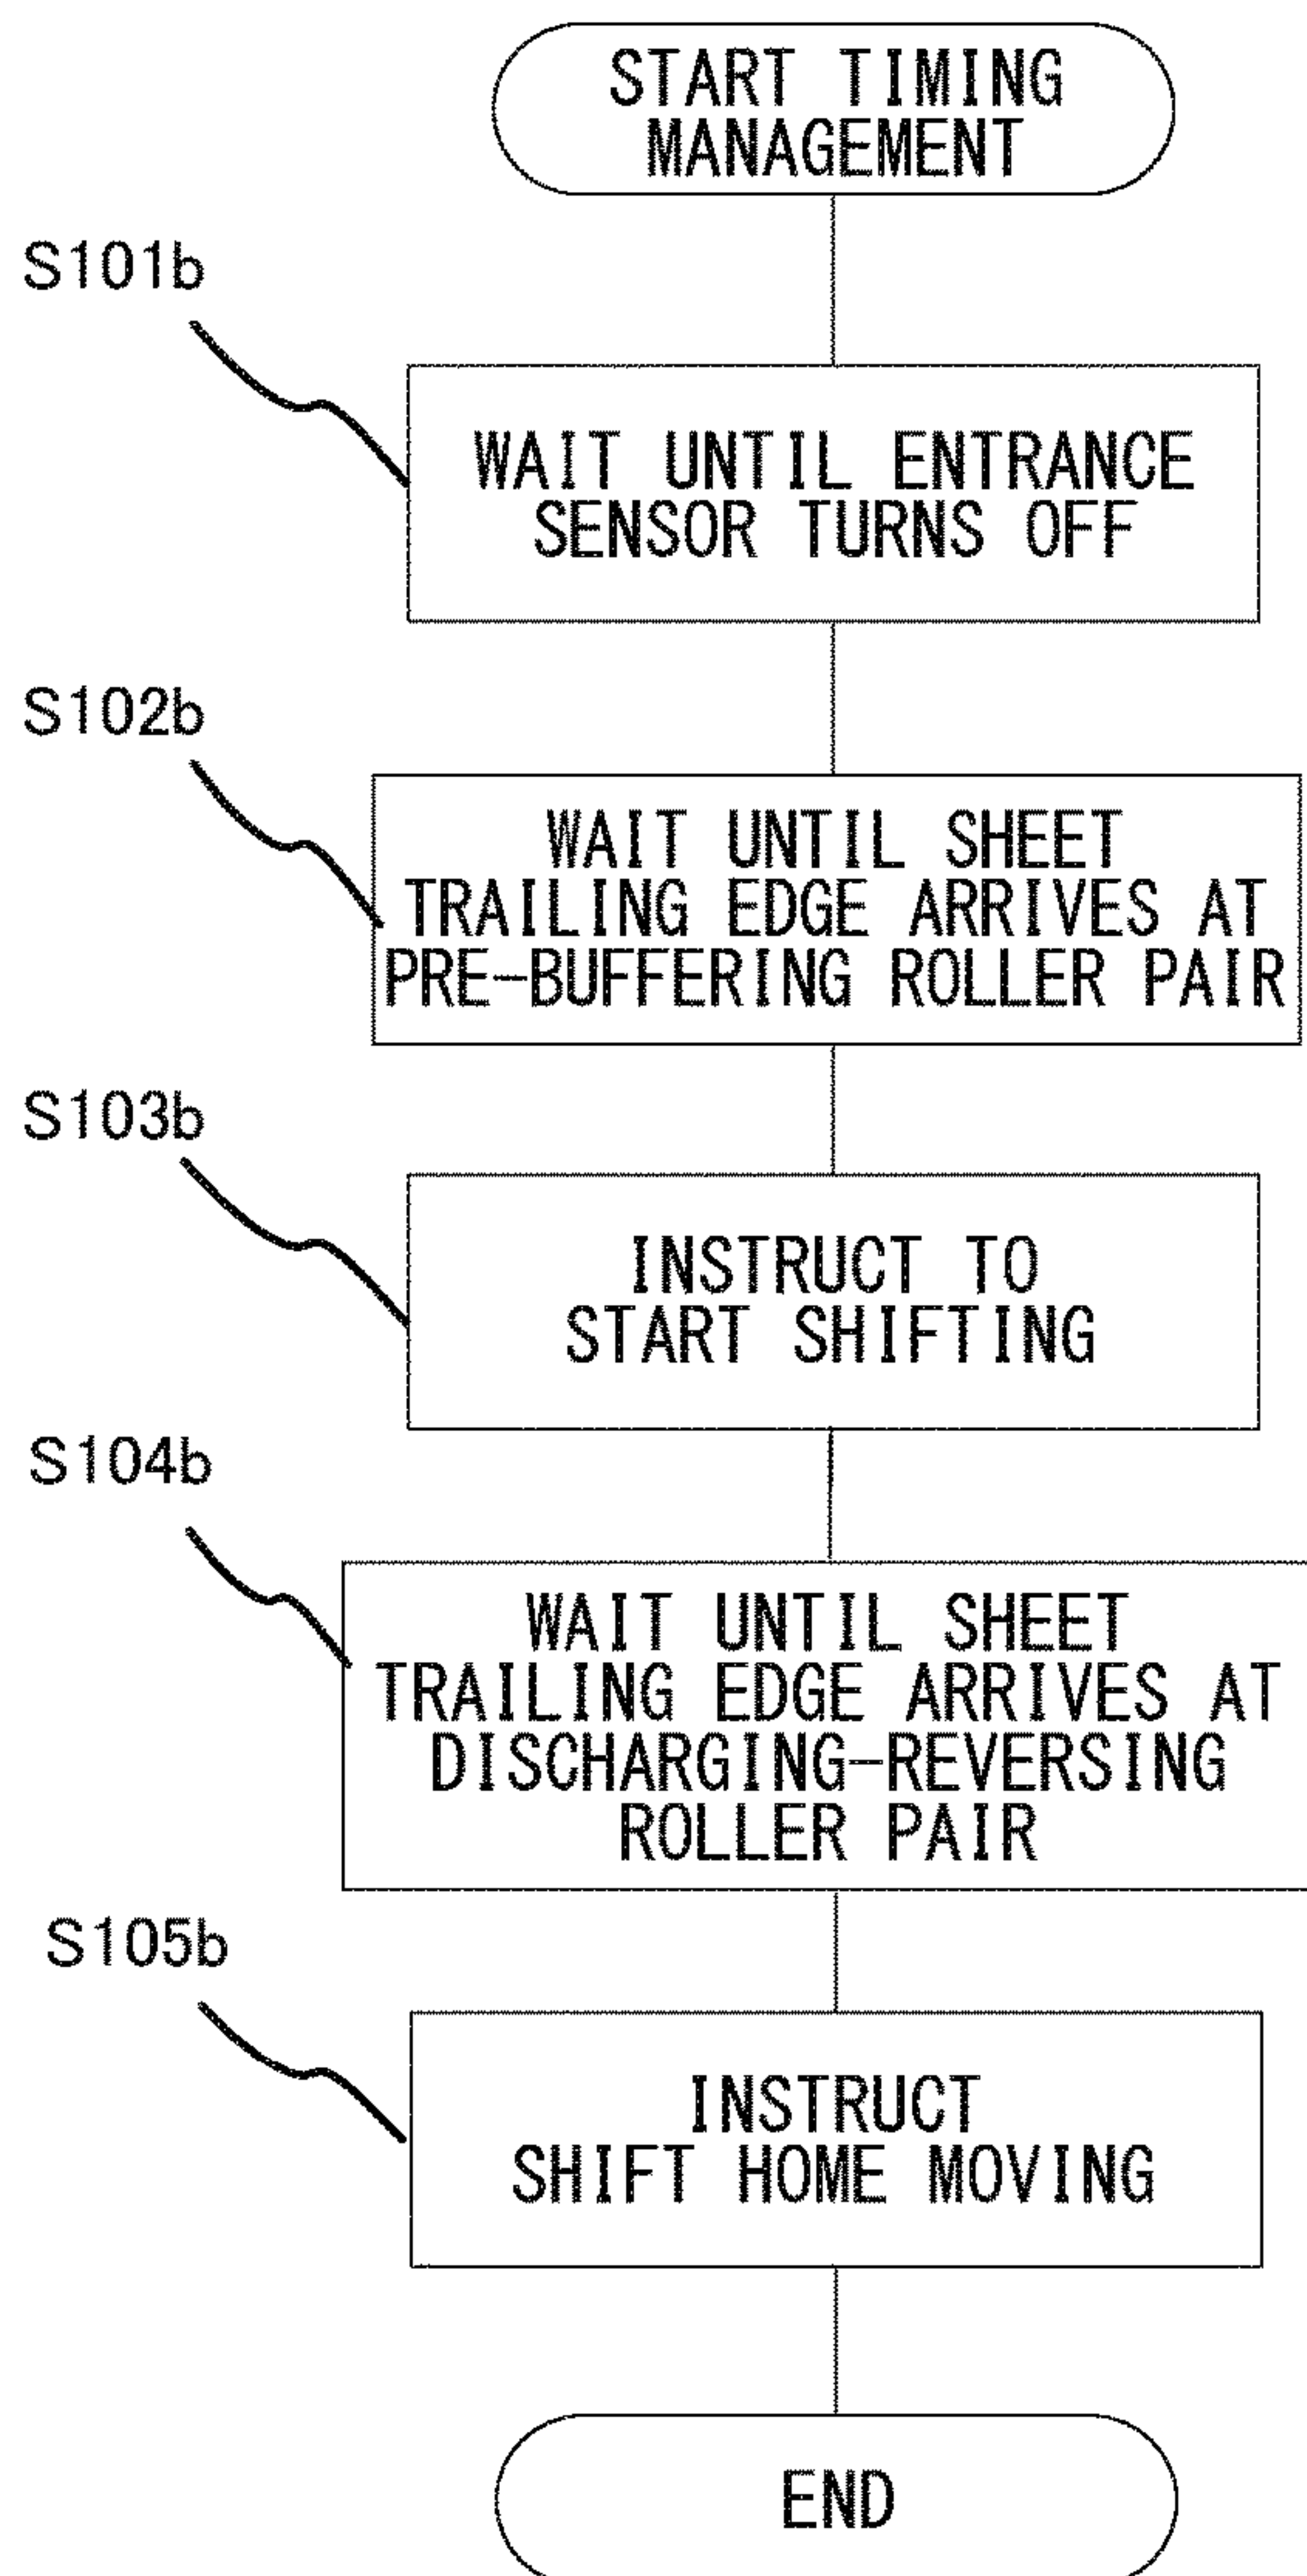 START TIMING
MANAGEMENT
S101b
WAIT UNTIL ENTRANCE
SENSOR TURNS OFF
S102b
WAIT UNTIL SHEET
TRAILING EDGE ARRIVES AT
PRE-BUFFERING ROLLER PAIR
S103b
INSTRUCT TO
START SHIFTING
S104b
WAIT UNTIL SHEET
TRAILING EDGE ARRIVES AT
DISCHARGING-REVERSING
ROLLER PAIR
S105b
INSTRUCT
SHIFT HOME MOVING
END